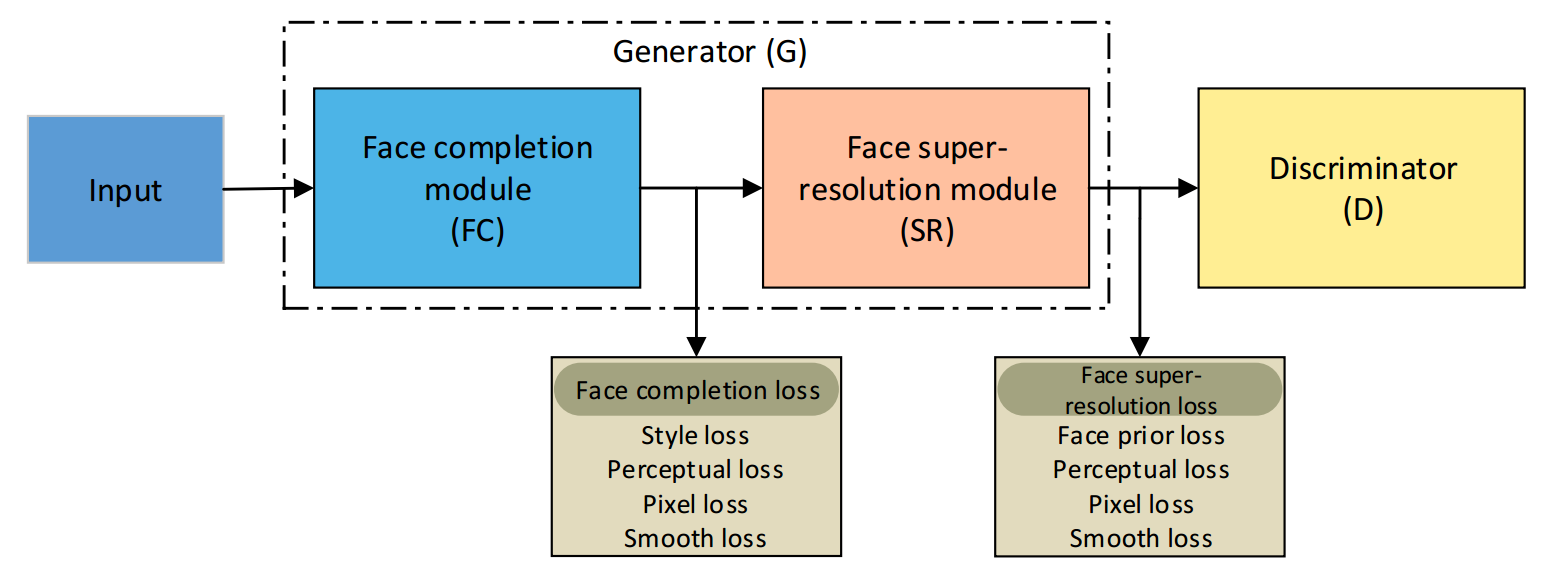 Generator (G)
Input
Face completion
module
(FC)
Face super-
resolution module
(SR)
Discriminator
(D)
Face completion loss
Style loss
Perceptual loss
Pixel loss
Smooth loss
Face super-
resolution loss
Face prior loss
Perceptual loss
Pixel loss
Smooth loss